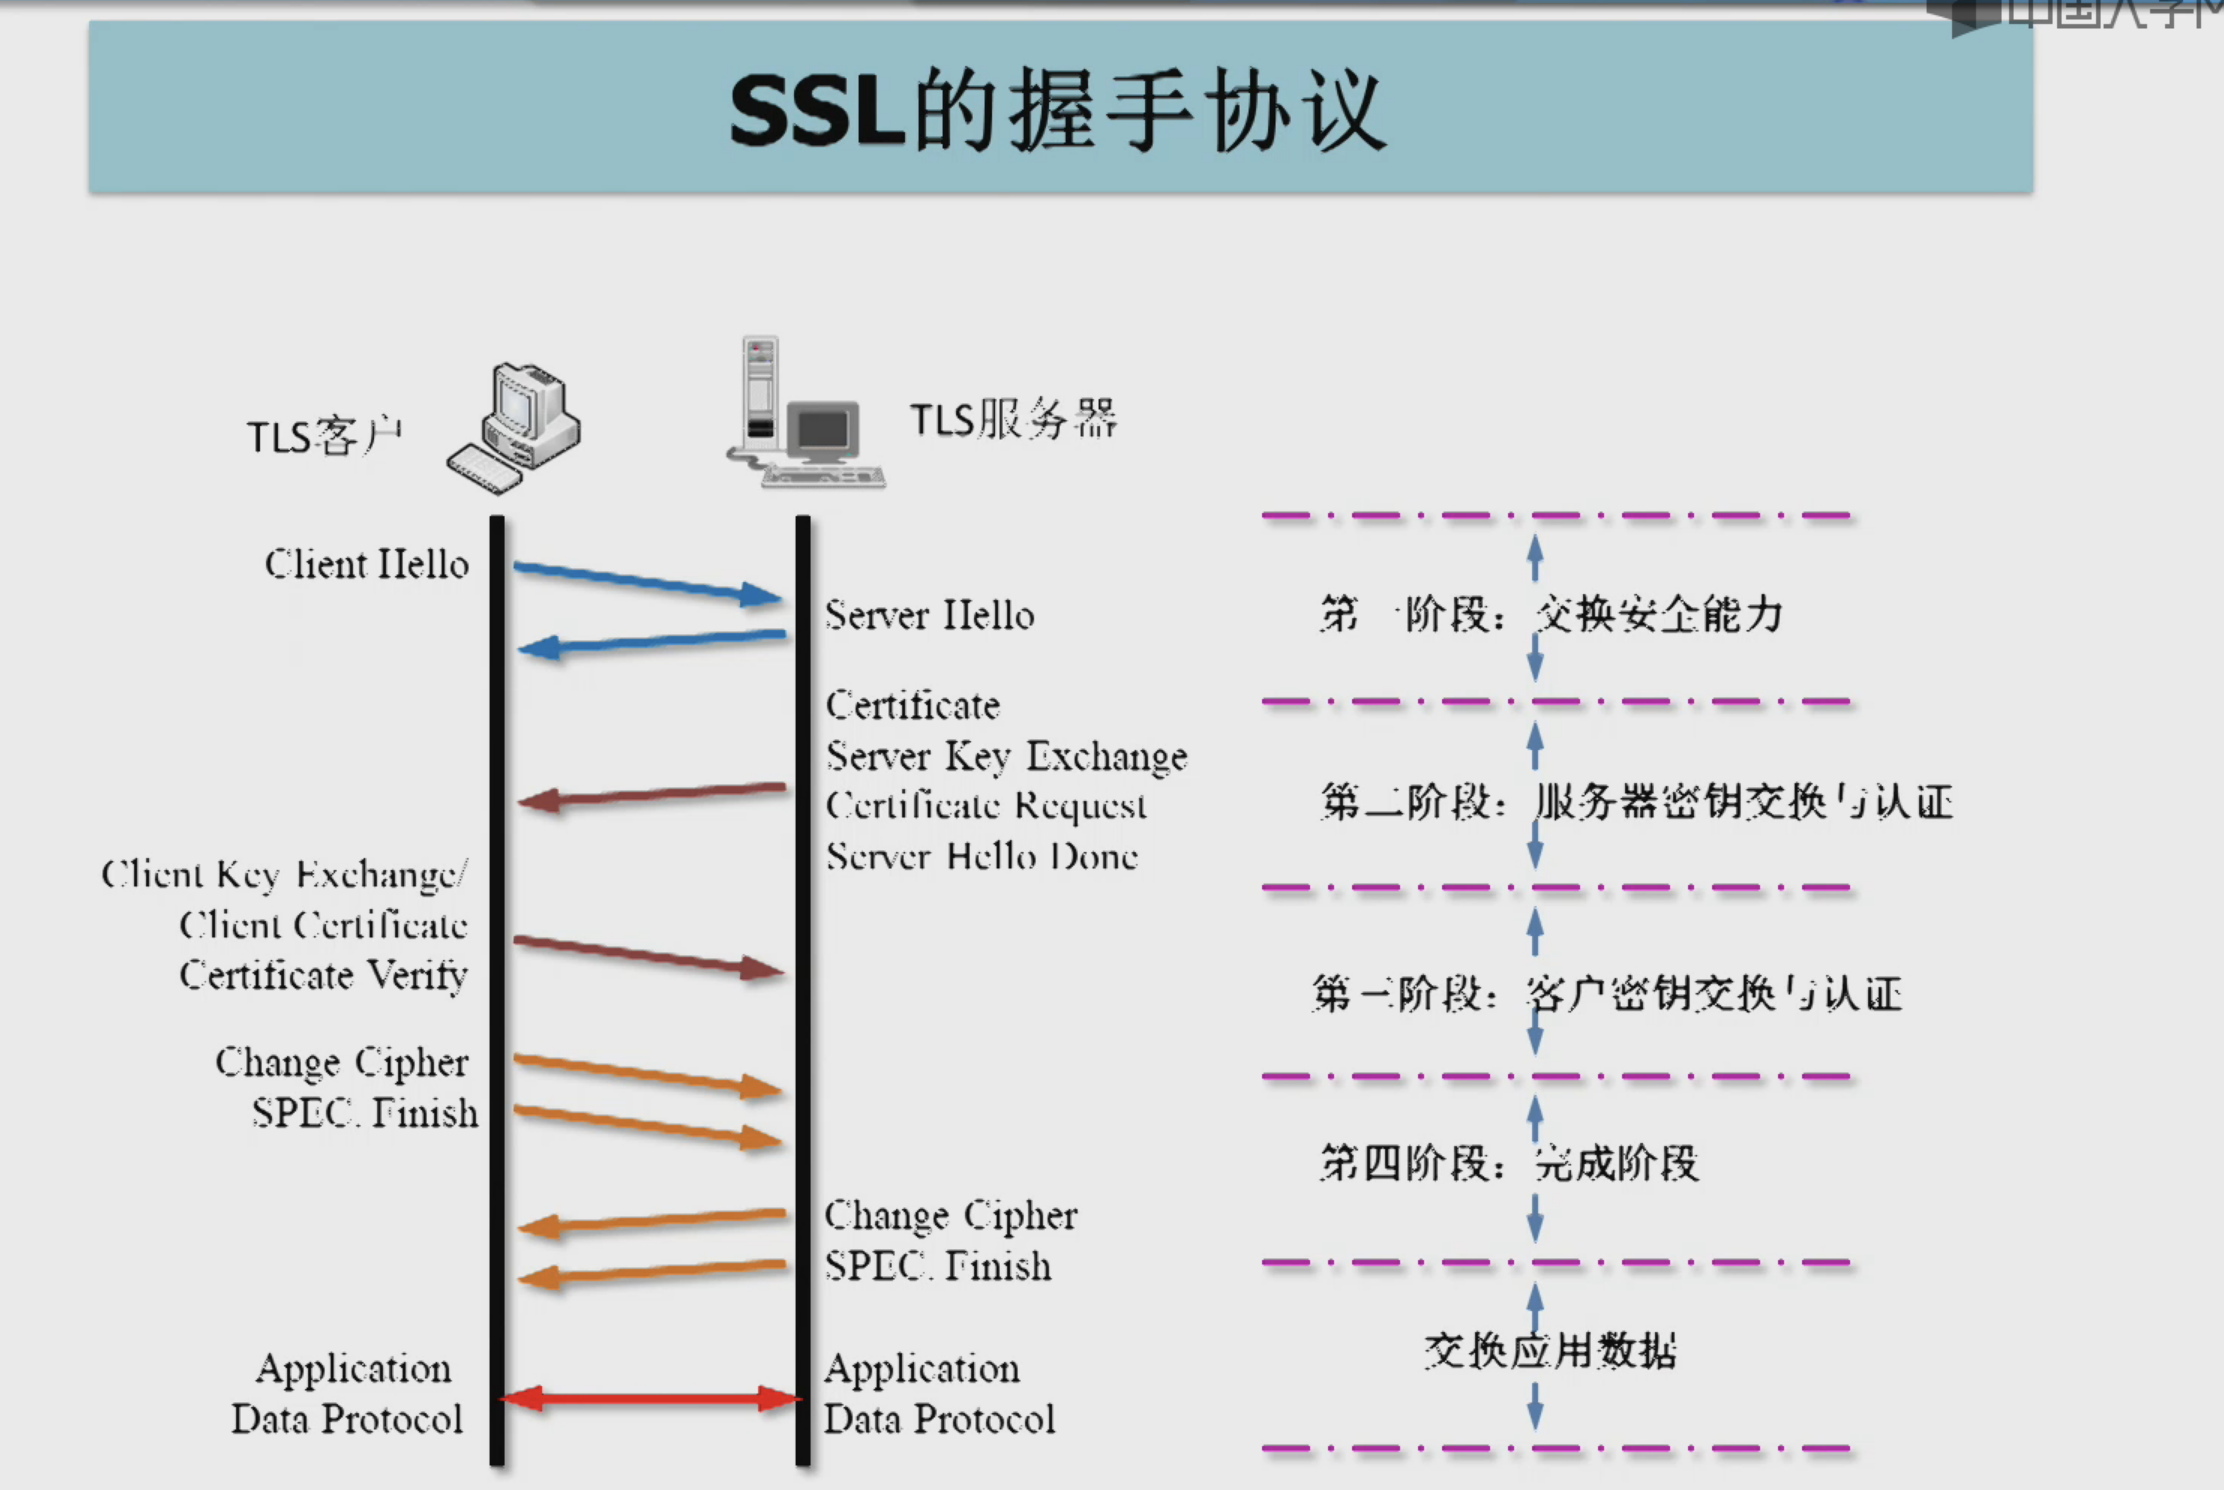 SSL的握手协议
TLS客户
TLS服务器
Client Hello
Server Hello
第一阶段：交换安全能力
Certificate
Server Key Exchange
Certificate Request
Server Hello Done
第二阶段：服务器密钥交换与认证
Client Key Exchange/
Client Certificate
Certificate Verify
第三阶段：客户密钥交换与认证
Change Cipher
SPEC. Finish
第四阶段：完成阶段
Change Cipher
SPEC. Finish
Application
Data Protocol
Application
Data Protocol
交换应用数据